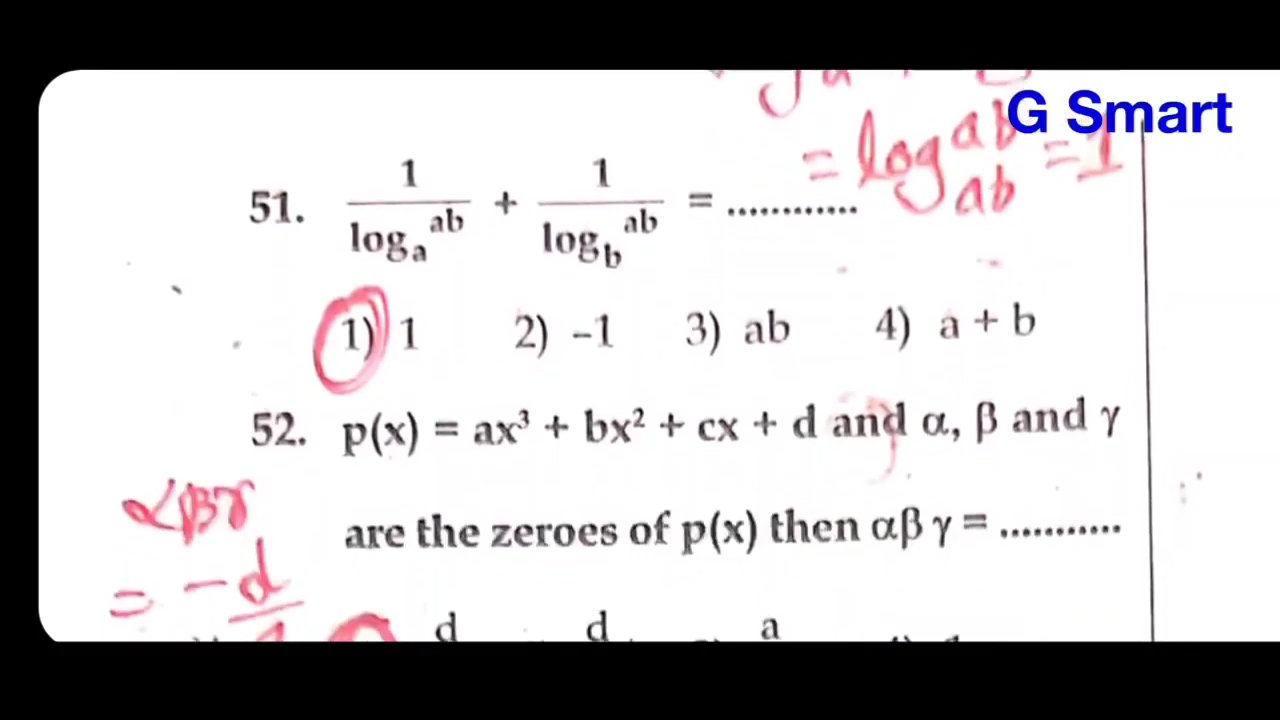 G Smart
= log_ab ab = 1
51. 1/log_a^ab + 1/log_b^ab = ............
1) 1 2) -1 3) ab 4) a + b
52. p(x) = ax³ + bx² + cx + d and α, β and γ
αβγ
are the zeroes of p(x) then αβ γ = ...........
= -d
d d a